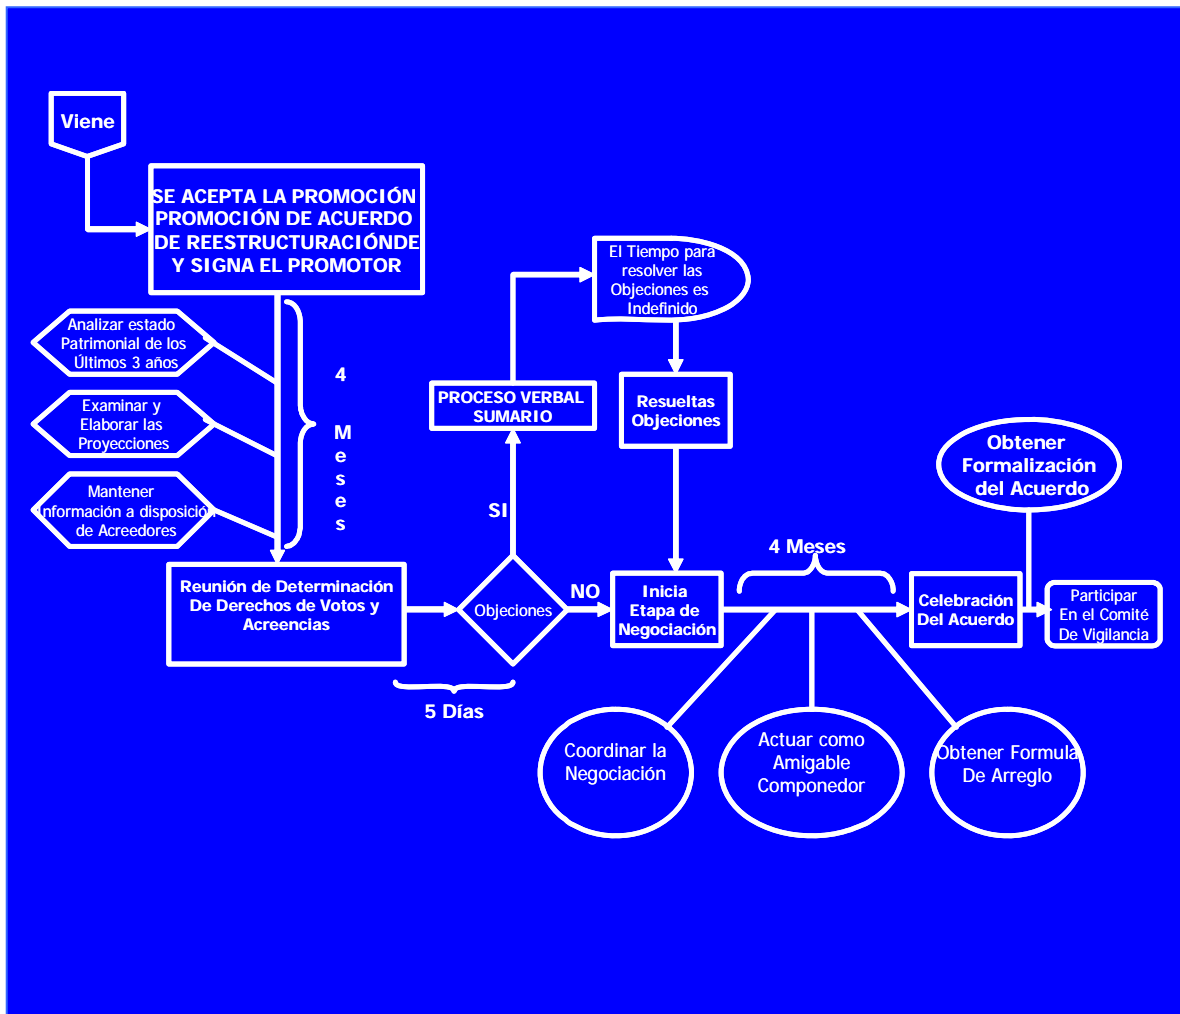 Viene
SE ACEPTA LA PROMOCIÓN
PROMOCIÓN DE ACUERDO
DE REESTRUCTURACIÓNDE
Y SIGNA EL PROMOTOR
Analizar estado
Patrimonial de los
Últimos 3 años
Examinar y
Elaborar las
Proyecciones
Mantener
Información a disposición
de Acreedores
4
M
e
s
e
s
Reunión de Determinación
De Derechos de Votos y
Acreencias
5 Días
Objeciones
SI
NO
PROCESO VERBAL
SUMARIO
El Tiempo para
resolver las
Objeciones es
Indefinido
Resueltas
Objeciones
Inicia
Etapa de
Negociación
4 Meses
Coordinar la
Negociación
Actuar como
Amigable
Componedor
Obtener Formula
De Arreglo
Celebración
Del Acuerdo
Obtener
Formalización
del Acuerdo
Participar
En el Comité
De Vigilancia